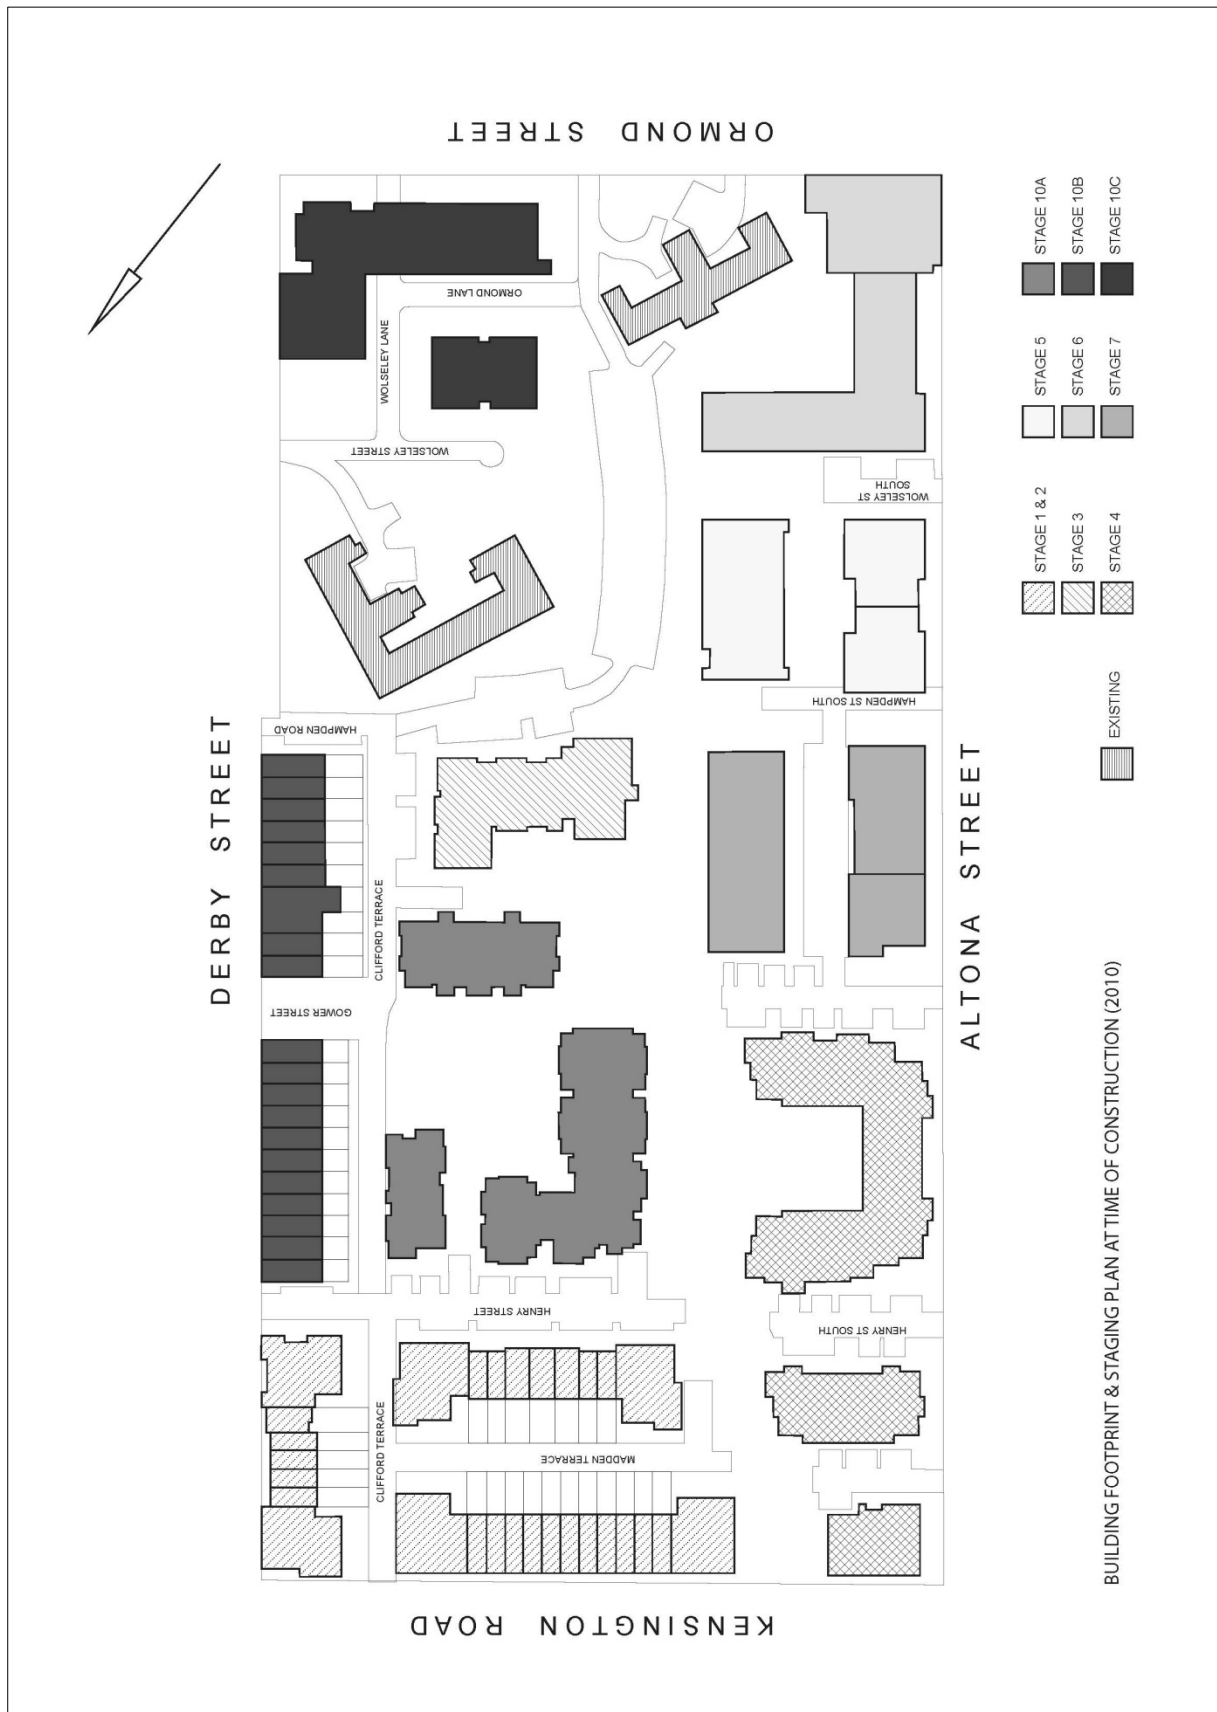 ORMOND STREET
DERBY STREET
ALTONA STREET
KENSINGTON ROAD
ORMOND LANE
WOLSELEY LANE
WOLSELEY STREET
WOLSELEY ST
SOUTH
HAMPDEN ROAD
HAMPDEN ST SOUTH
CLIFFORD TERRACE
GOWER STREET
HENRY STREET
HENRY ST SOUTH
CLIFFORD TERRACE
MADDEN TERRACE
EXISTING
STAGE 1 & 2
STAGE 3
STAGE 4
STAGE 5
STAGE 6
STAGE 7
STAGE 10A
STAGE 10B
STAGE 10C
BUILDING FOOTPRINT & STAGING PLAN AT TIME OF CONSTRUCTION (2010)